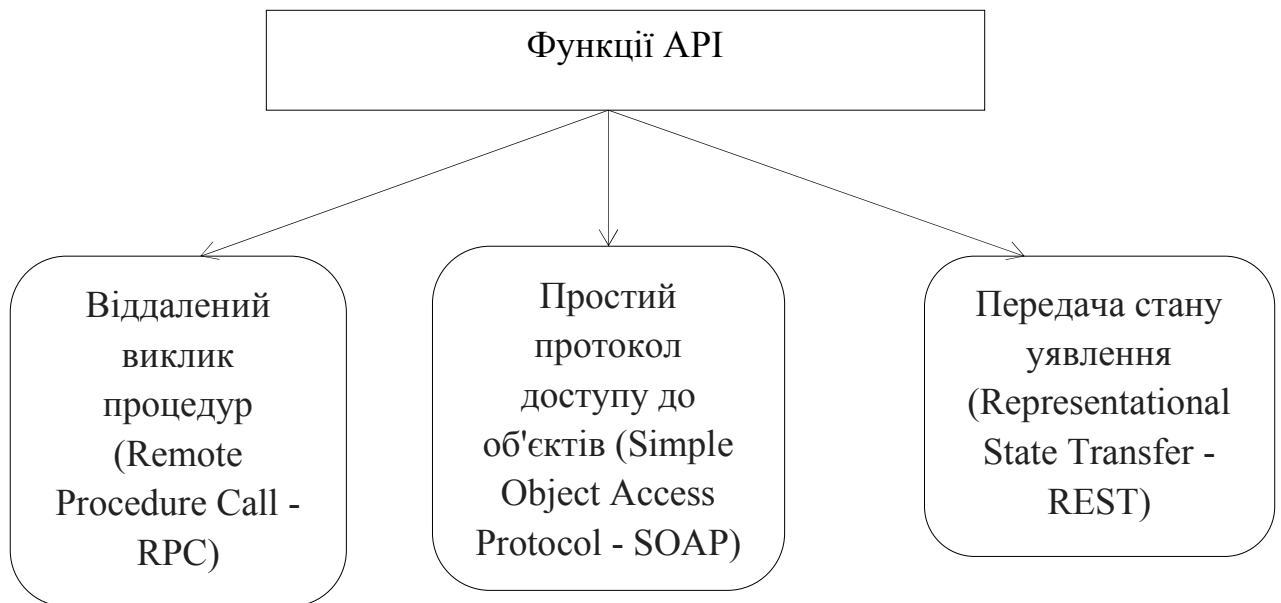 Функції API
Віддалений
виклик
процедур
(Remote
Procedure Call -
RPC)
Простий
протокол
доступу до
об'єктів (Simple
Object Access
Protocol - SOAP)
Передача стану
уявлення
(Representational
State Transfer -
REST)